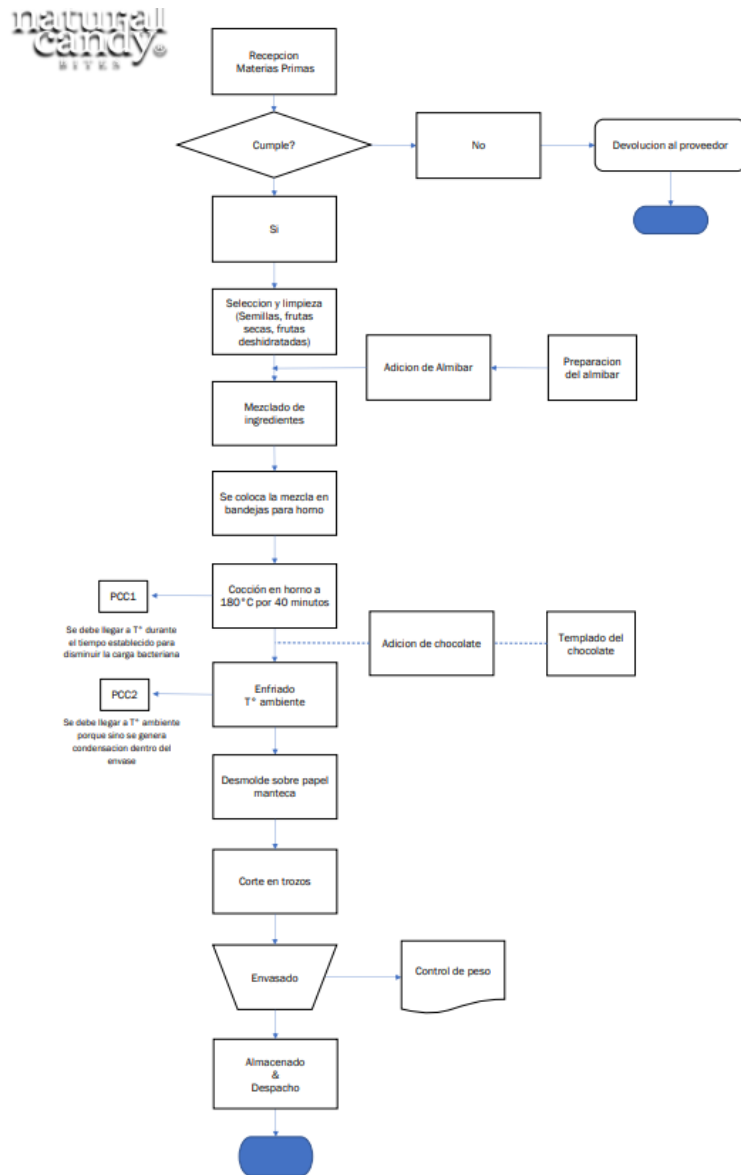 natural
candy®
BITES
Recepcion
Materias Primas
Cumple?
No
Devolucion al proveedor
Si
Seleccion y limpieza
(Semillas, frutas
secas, frutas
deshidratadas)
Adicion de Almibar
Preparacion
del almibar
Mezclado de
ingredientes
Se coloca la mezcla en
bandejas para horno
PCC1
Cocción en horno a
180°C por 40 minutos
Se debe llegar a T° durante
el tiempo establecido para
disminuir la carga bacteriana
Adicion de chocolate
Templado del
chocolate
PCC2
Enfriado
T° ambiente
Se debe llegar a T° ambiente
porque sino se genera
condensacion dentro del
envase
Desmolde sobre papel
manteca
Corte en trozos
Envasado
Control de peso
Almacenado
&
Despacho